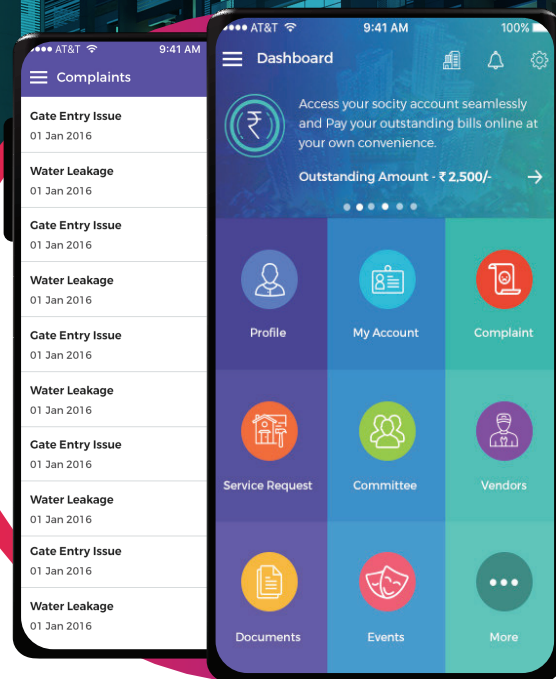 AT&T
9:41 AM
Complaints
Gate Entry Issue
01 Jan 2016
Water Leakage
01 Jan 2016
Gate Entry Issue
01 Jan 2016
Water Leakage
01 Jan 2016
Gate Entry Issue
01 Jan 2016
Water Leakage
01 Jan 2016
Gate Entry Issue
01 Jan 2016
Water Leakage
01 Jan 2016
Gate Entry Issue
01 Jan 2016
Water Leakage
01 Jan 2016
AT&T
9:41 AM
100%
Dashboard
₹
Access your socity account seamlessly
and Pay your outstanding bills online at
your own convenience.
Outstanding Amount - ₹ 2,500/-
Profile
My Account
Complaint
Service Request
Committee
Vendors
Documents
Events
More